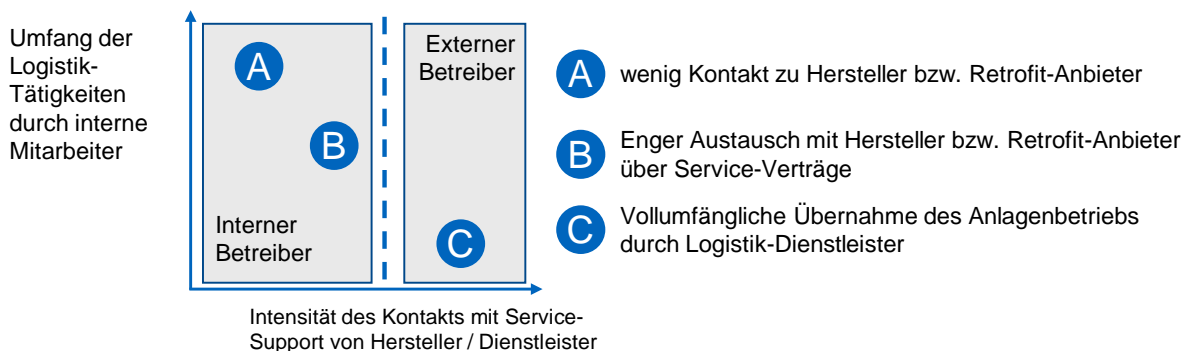 Umfang der
Logistik-
Tätigkeiten
durch interne
Mitarbeiter
A
B
Interner
Betreiber
Externer
Betreiber
C
Intensität des Kontakts mit Service-
Support von Hersteller / Dienstleister
A wenig Kontakt zu Hersteller bzw. Retrofit-Anbieter
B Enger Austausch mit Hersteller bzw. Retrofit-Anbieter
über Service-Verträge
C Vollumfängliche Übernahme des Anlagenbetriebs
durch Logistik-Dienstleister